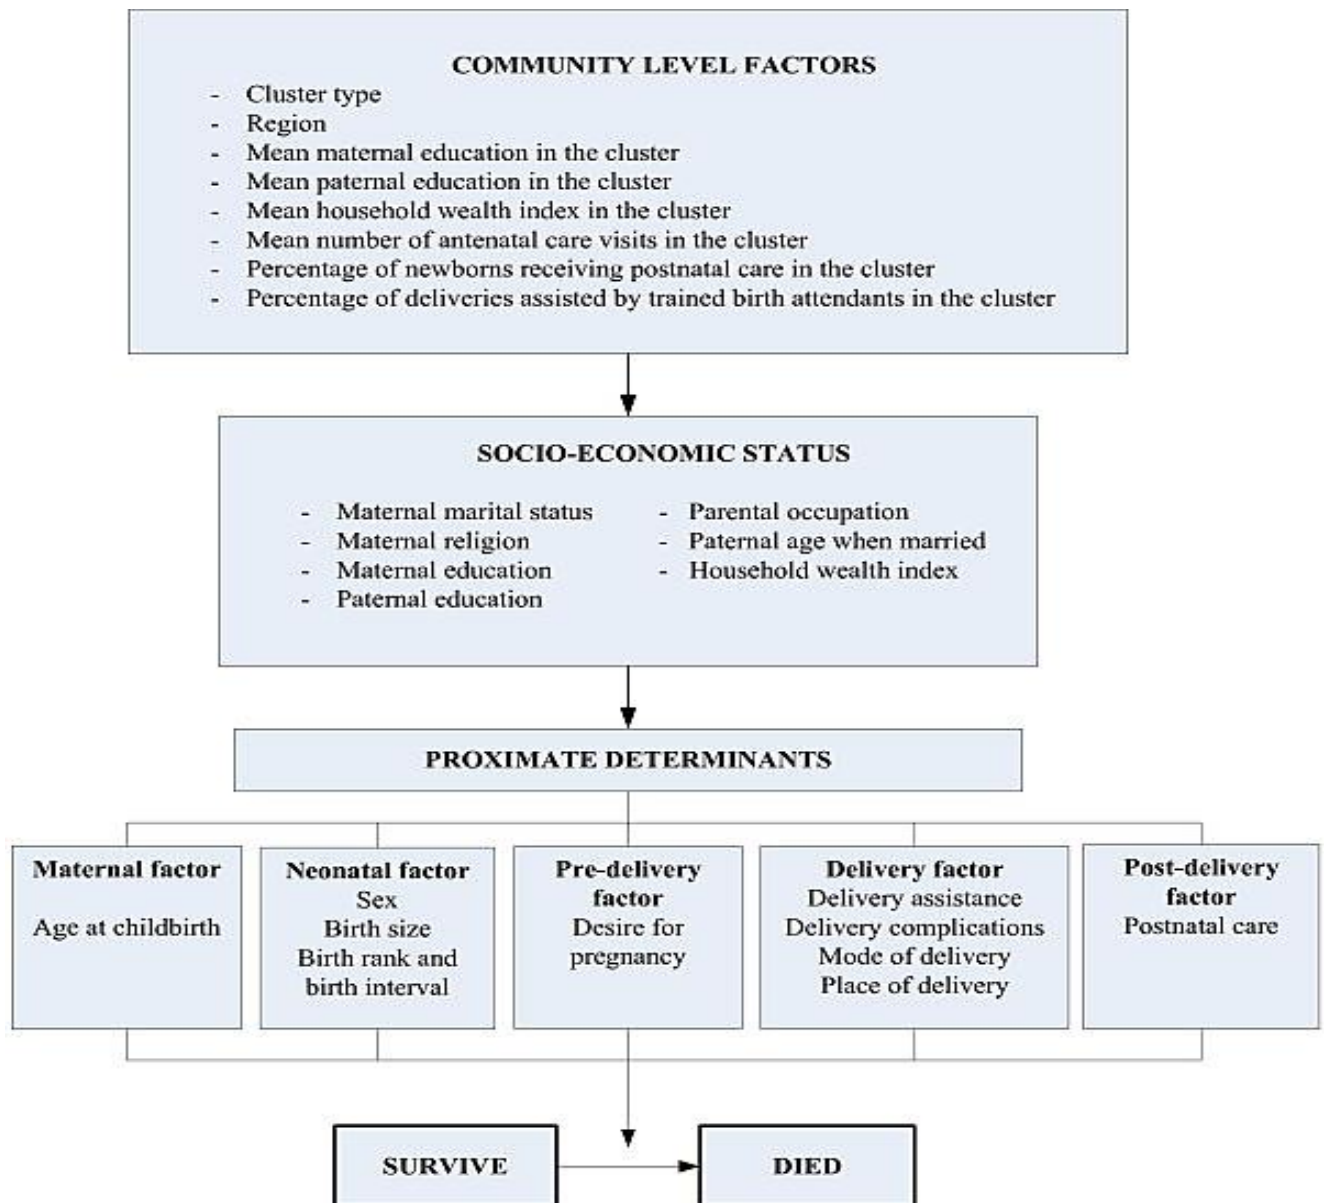 COMMUNITY LEVEL FACTORS
- Cluster type
- Region
- Mean maternal education in the cluster
- Mean paternal education in the cluster
- Mean household wealth index in the cluster
- Mean number of antenatal care visits in the cluster
- Percentage of newborns receiving postnatal care in the cluster
- Percentage of deliveries assisted by trained birth attendants in the cluster
SOCIO-ECONOMIC STATUS
- Maternal marital status
- Maternal religion
- Maternal education
- Paternal education
- Parental occupation
- Paternal age when married
- Household wealth index
PROXIMATE DETERMINANTS
Maternal factor
Age at childbirth
Neonatal factor
Sex
Birth size
Birth rank and
birth interval
Pre-delivery
factor
Desire for
pregnancy
Delivery factor
Delivery assistance
Delivery complications
Mode of delivery
Place of delivery
Post-delivery
factor
Postnatal care
SURVIVE
DIED